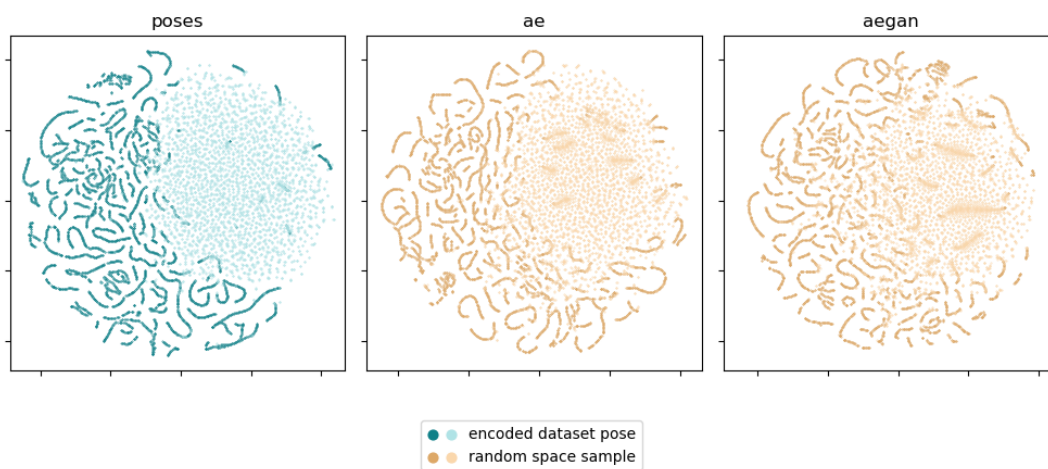 poses
ae
aegan
encoded dataset pose
random space sample